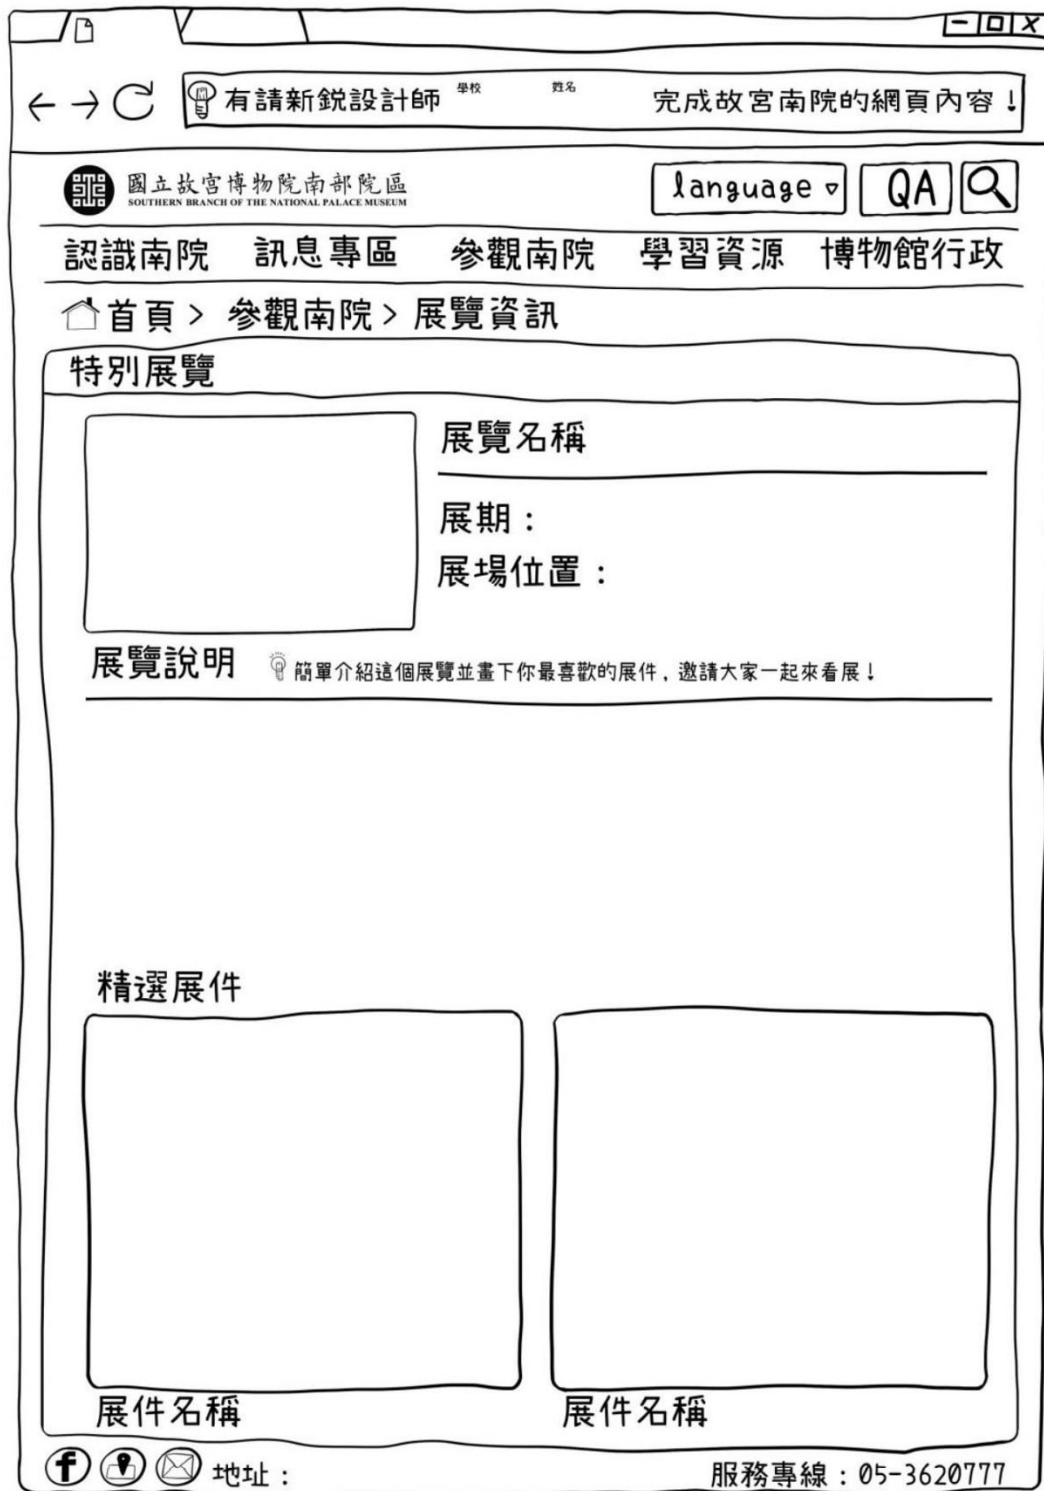 有請新銳設計師 學校 姓名 完成故宮南院的網頁內容！
國立故宮博物院南部院區
SOUTHERN BRANCH OF THE NATIONAL PALACE MUSEUM
language QA
認識南院 訊息專區 參觀南院 學習資源 博物館行政
首頁 > 參觀南院 > 展覽資訊
特別展覽
展覽名稱
展期：
展場位置：
展覽說明 簡單介紹這個展覽並畫下你最喜歡的展件，邀請大家一起來看展！
精選展件
展件名稱 展件名稱
地址： 服務專線：05-3620777